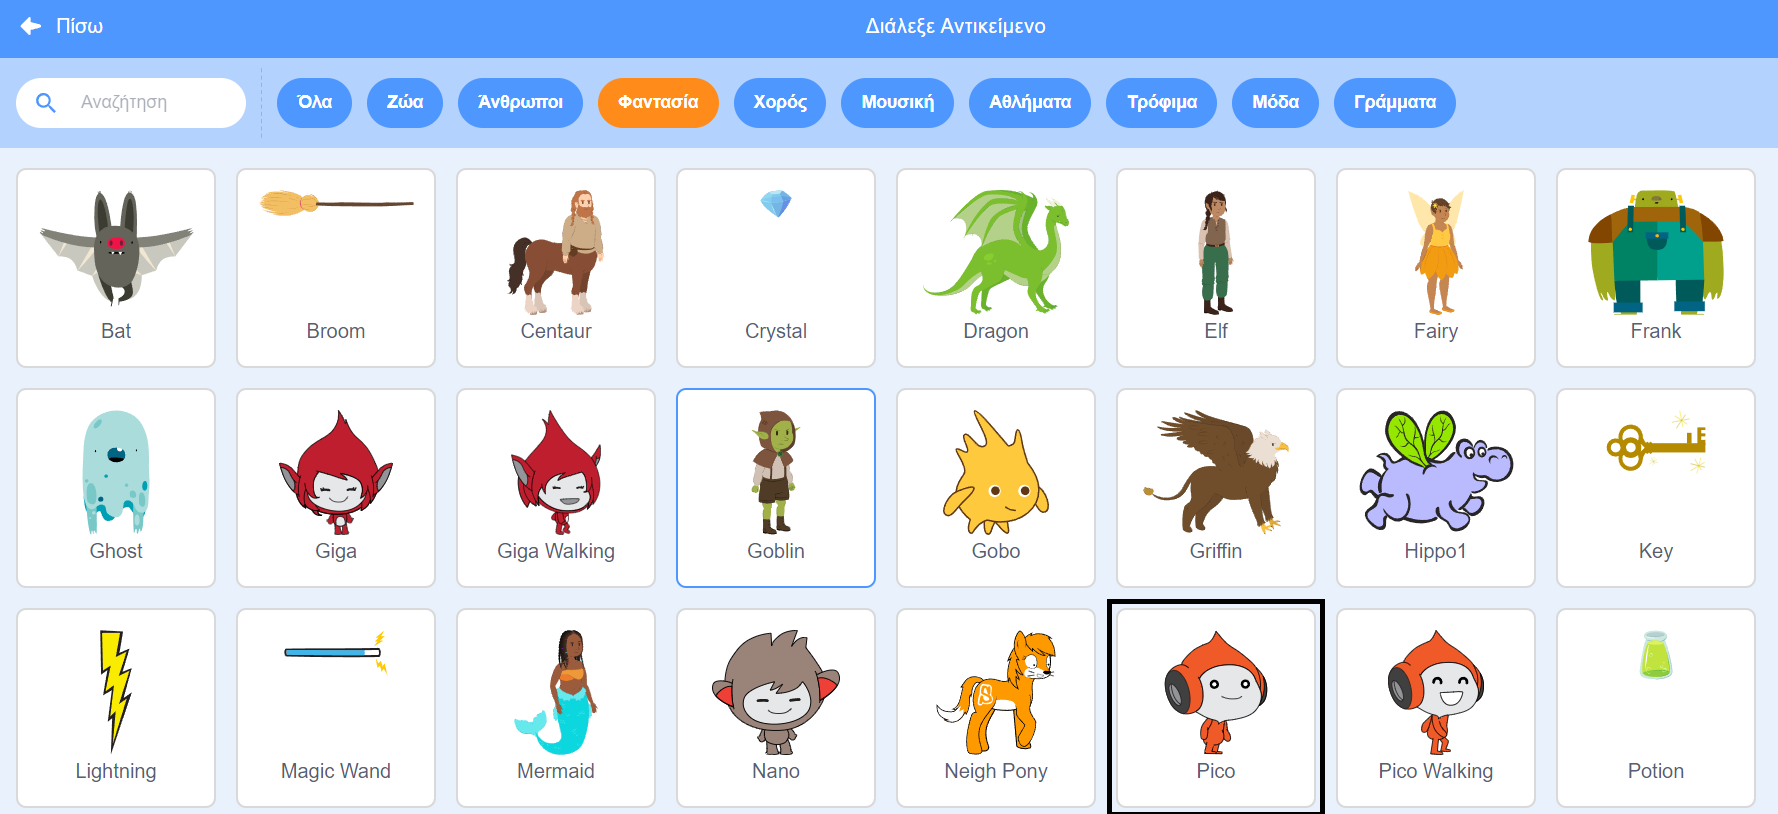 Πίσω
Διάλεξε Αντικείμενο
Αναζήτηση
Όλα Ζώα Άνθρωποι Φαντασία Χορός Μουσική Αθλήματα Τρόφιμα Μόδα Γράμματα
Bat Broom Centaur Crystal Dragon Elf Fairy Frank
Ghost Giga Giga Walking Goblin Gobo Griffin Hippo1 Key
Lightning Magic Wand Mermaid Nano Neigh Pony Pico Pico Walking Potion